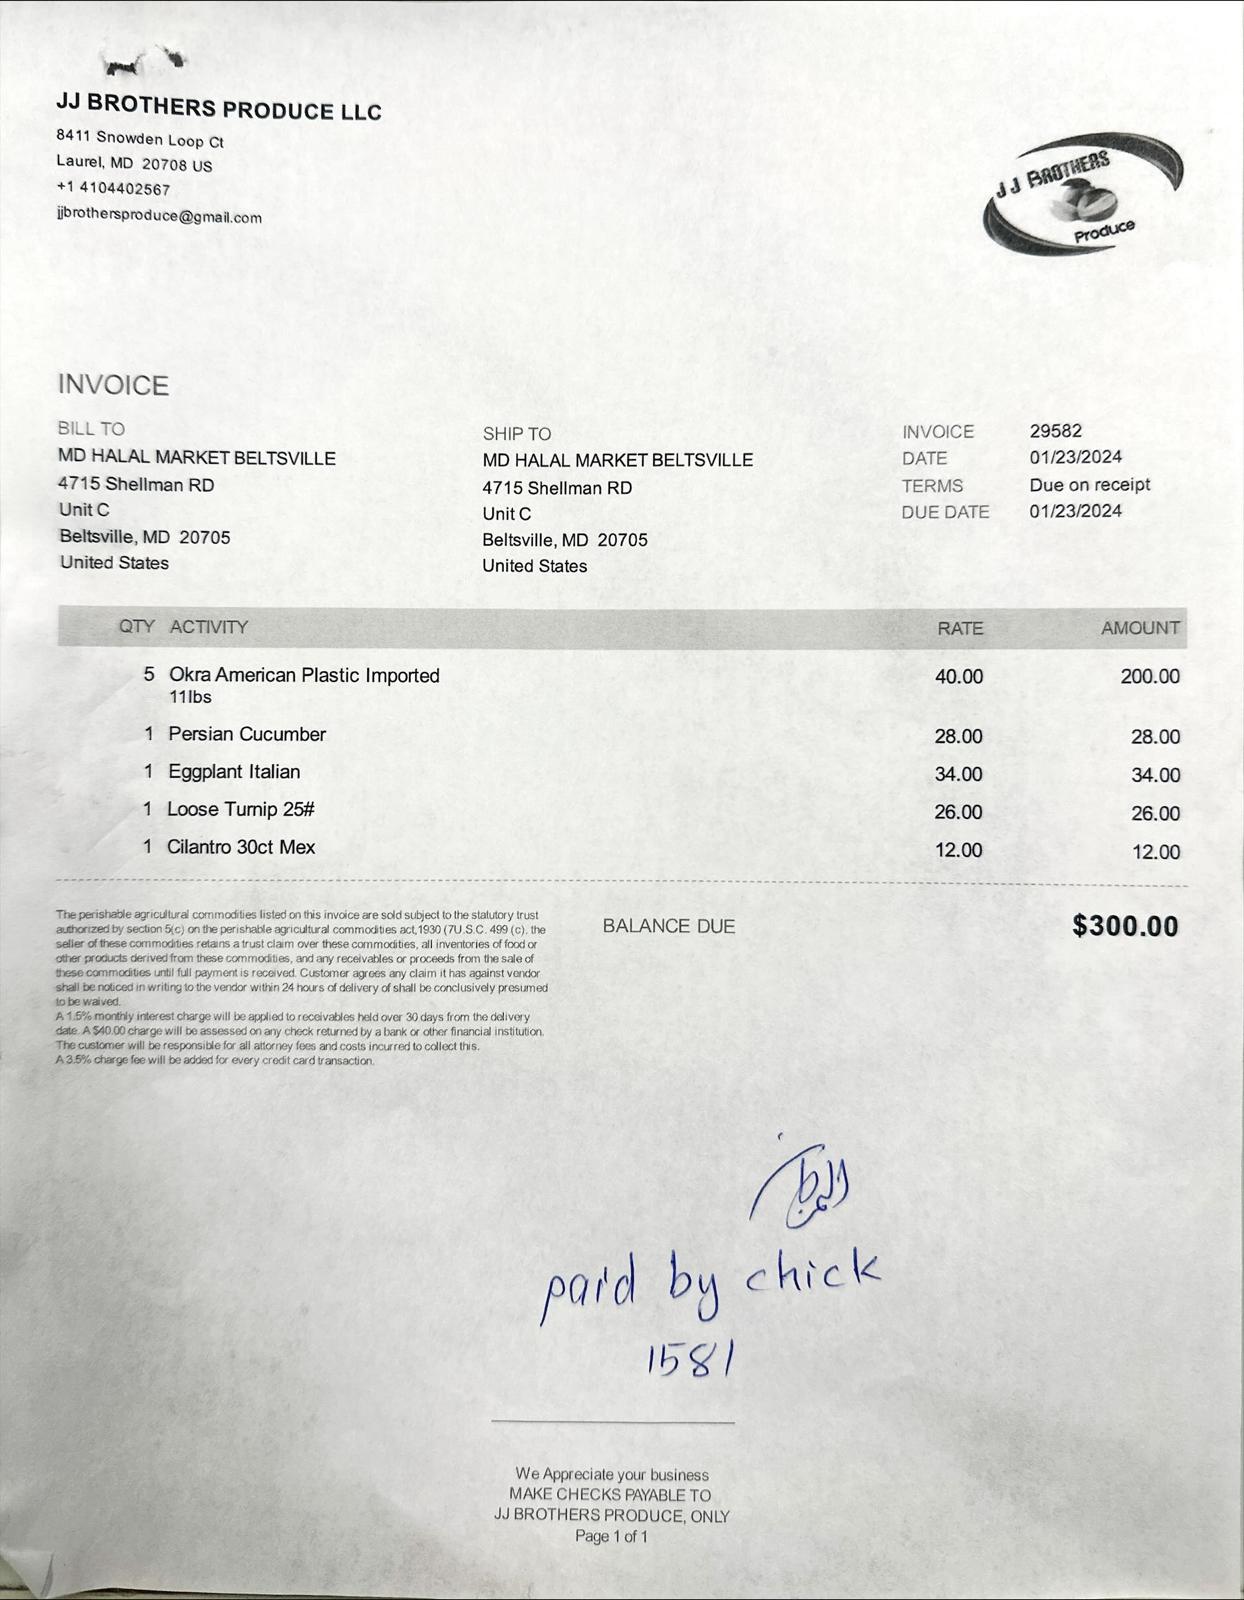 JJ BROTHERS PRODUCE LLC
8411 Snowden Loop Ct
Laurel, MD 20708 US
+1 4104402567
jjbrothersproduce@gmail.com
JJ BROTHERS
Produce
INVOICE
BILL TO
MD HALAL MARKET BELTSVILLE
4715 Shellman RD
Unit C
Beltsville, MD 20705
United States
SHIP TO
MD HALAL MARKET BELTSVILLE
4715 Shellman RD
Unit C
Beltsville, MD 20705
United States
INVOICE 29582
DATE 01/23/2024
TERMS Due on receipt
DUE DATE 01/23/2024
QTY ACTIVITY RATE AMOUNT
5 Okra American Plastic Imported 40.00 200.00
11lbs
1 Persian Cucumber 28.00 28.00
1 Eggplant Italian 34.00 34.00
1 Loose Turnip 25# 26.00 26.00
1 Cilantro 30ct Mex 12.00 12.00
The perishable agricultural commodities listed on this invoice are sold subject to the statutory trust
authorized by section 5(c) on the perishable agricultural commodities act,1930 (7U.S.C. 499 (c). the
seller of these commodities retains a trust claim over these commodities, all inventories of food or
other products derived from these commodities, and any receivables or proceeds from the sale of
these commodities until full payment is received. Customer agrees any claim it has against vendor
shall be noticed in writing to the vendor within 24 hours of delivery of shall be conclusively presumed
to be waived.
A 1.5% monthly interest charge will be applied to receivables held over 30 days from the delivery
date. A $40.00 charge will be assessed on any check returned by a bank or other financial institution.
The customer will be responsible for all attorney fees and costs incurred to collect this.
A 3.5% charge fee will be added for every credit card transaction.
BALANCE DUE $300.00
paid by chick
1581
We Appreciate your business
MAKE CHECKS PAYABLE TO
JJ BROTHERS PRODUCE, ONLY
Page 1 of 1